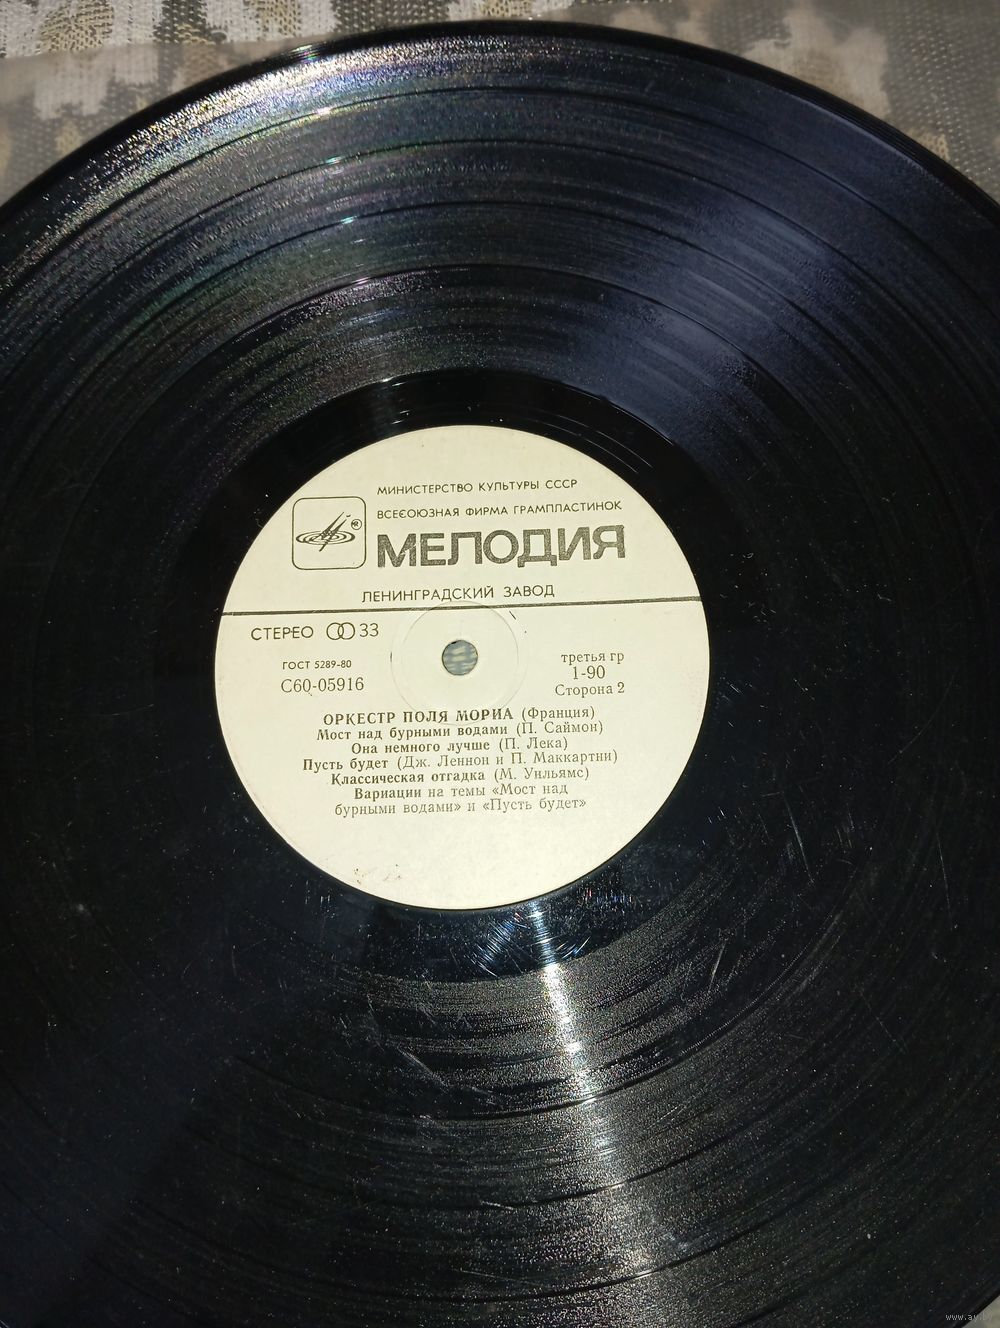 МИНИСТЕРСТВО КУЛЬТУРЫ СССР
ВСЕСОЮЗНАЯ ФИРМА ГРАМПЛАСТИНОК
МЕЛОДИЯ
ЛЕНИНГРАДСКИЙ ЗАВОД
СТЕРЕО 33
ГОСТ 5289-80
С60-05916
третья гр
1-90
Сторона 2
ОРКЕСТР ПОЛЯ МОРИА (Франция)
Мост над бурными водами (П. Саймон)
Она немного лучше (П. Лека)
Пусть будет (Дж. Леннон и П. Маккартни)
Классическая отгадка (М. Уильямс)
Вариации на темы «Мост над
бурными водами» и «Пусть будет»